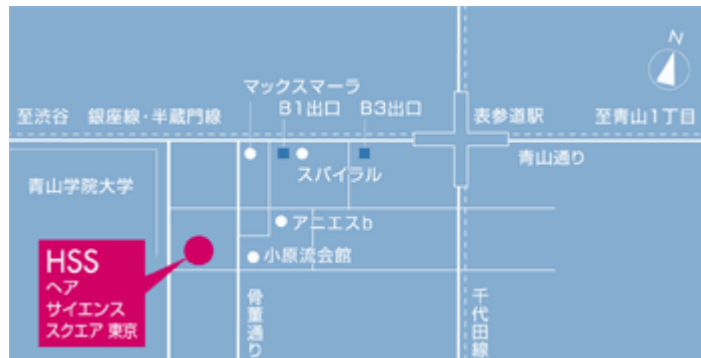 N
マックスマーラ
B1出口
B3出口
至渋谷
銀座線・半蔵門線
表参道駅
至青山1丁目
青山通り
スパイラル
青山学院大学
アニエスb
小原流会館
HSS
ヘア
サイエンス
スクエア 東京
骨董通り
千代田線